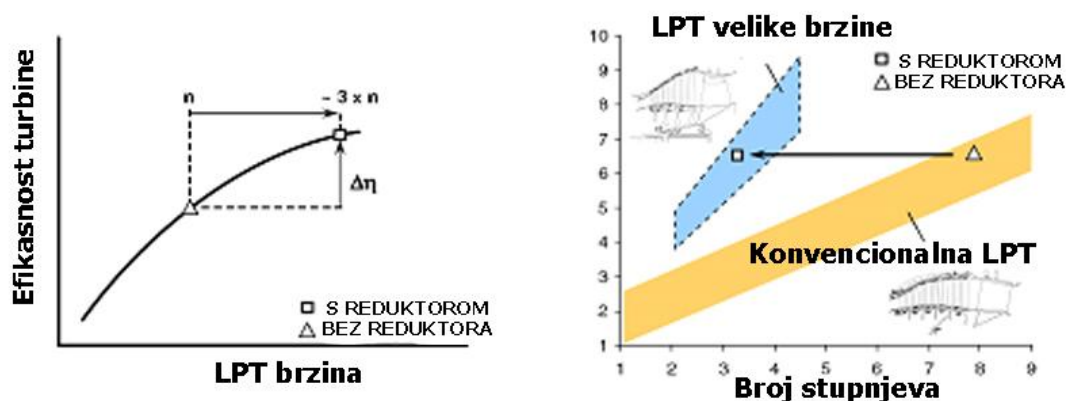 Efikasnost turbine
n
~ 3 x n
Δη
S REDUKTOROM
BEZ REDUKTORA
LPT brzina
LPT velike brzine
S REDUKTOROM
BEZ REDUKTORA
10
9
8
7
6
5
4
3
2
1
Konvencionalna LPT
1 2 3 4 5 6 7 8 9
Broj stupnjeva